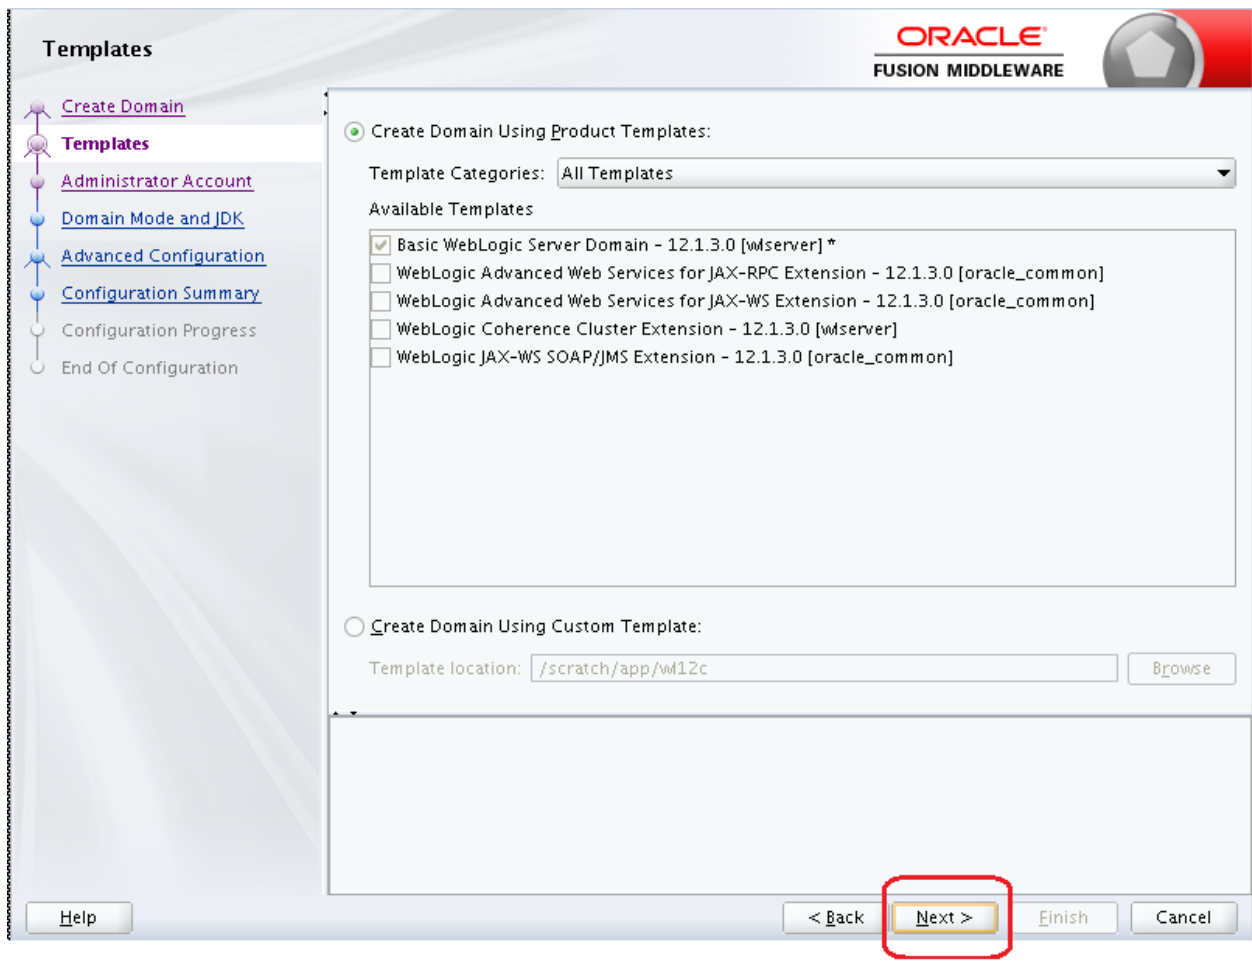 Templates
ORACLE
FUSION MIDDLEWARE
Create Domain
Templates
Administrator Account
Domain Mode and JDK
Advanced Configuration
Configuration Summary
Configuration Progress
End Of Configuration
Create Domain Using Product Templates:
Template Categories: All Templates
Available Templates
Basic WebLogic Server Domain - 12.1.3.0 [wlserver] *
WebLogic Advanced Web Services for JAX-RPC Extension - 12.1.3.0 [oracle_common]
WebLogic Advanced Web Services for JAX-WS Extension - 12.1.3.0 [oracle_common]
WebLogic Coherence Cluster Extension - 12.1.3.0 [wlserver]
WebLogic JAX-WS SOAP/JMS Extension - 12.1.3.0 [oracle_common]
Create Domain Using Custom Template:
Template location: /scratch/app/wl12c Browse
Help < Back Next > Finish Cancel